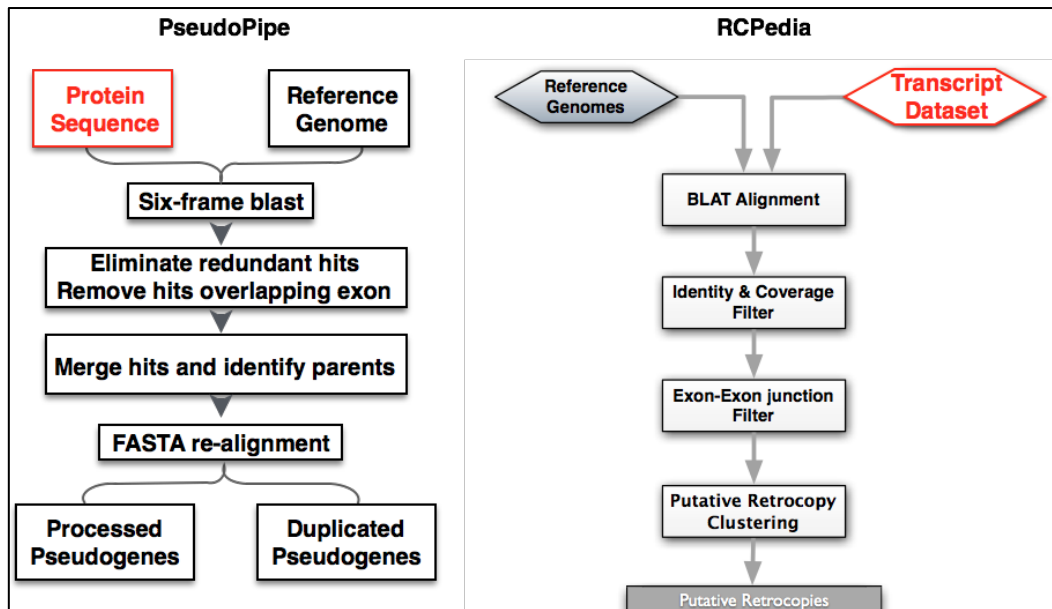 PseudoPipe
Protein
Sequence
Reference
Genome
Six-frame blast
Eliminate redundant hits
Remove hits overlapping exon
Merge hits and identify parents
FASTA re-alignment
Processed
Pseudogenes
Duplicated
Pseudogenes
RCPedia
Reference
Genomes
Transcript
Dataset
BLAT Alignment
Identity & Coverage
Filter
Exon-Exon junction
Filter
Putative Retrocopy
Clustering
Putative Retrocopies